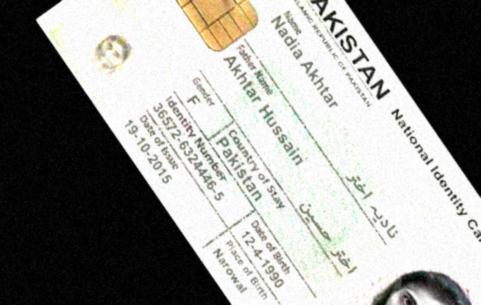 PAKISTAN National Identity Ca
ISLAMIC REPUBLIC OF PAKISTAN
Name
Nadia Akhtar
نادیہ اختر
Father Name
Akhtar Hussain
اختر حسین
Gender
F
Country of Stay
Pakistan
Identity Number
36572-6324446-5
Date of Birth
12-4-1990
Date of Issue
19-10-2015
Place of Birth
Narowal